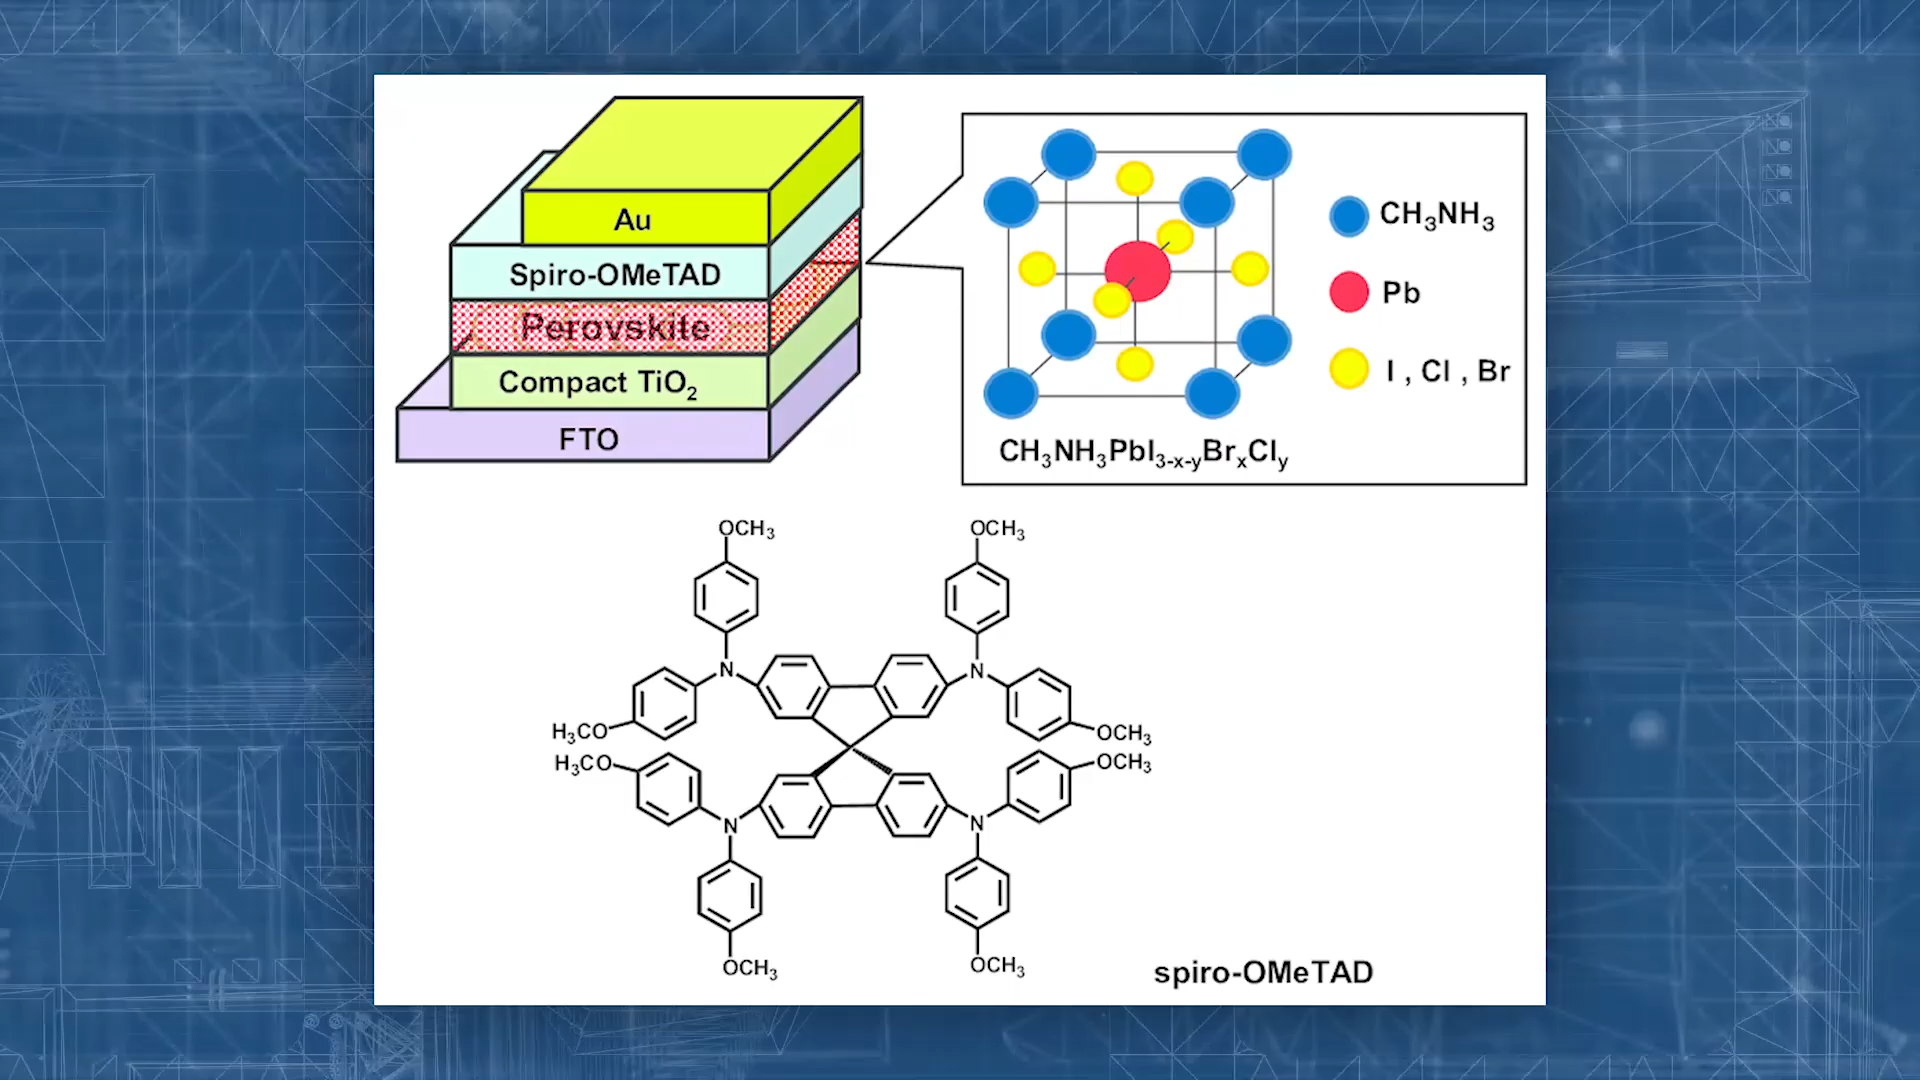 Au
Spiro-OMeTAD
Perovskite
Compact TiO₂
FTO
CH₃NH₃
Pb
I , Cl , Br
CH₃NH₃PbI₃₋ₓ₋ᵧBrₓClᵧ
OCH₃
OCH₃
N
N
H₃CO
OCH₃
H₃CO
OCH₃
N
N
OCH₃
OCH₃
spiro-OMeTAD